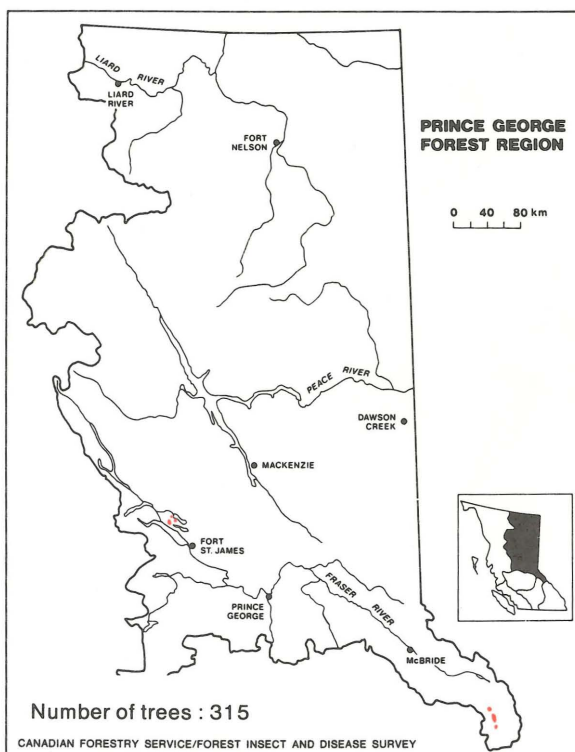 LIARD
RIVER
LIARD
RIVER
FORT
NELSON
PRINCE GEORGE
FOREST REGION
0 40 80 km
PEACE RIVER
DAWSON
CREEK
MACKENZIE
FORT
ST. JAMES
PRINCE
GEORGE
FRASER
RIVER
McBRIDE
Number of trees : 315
CANADIAN FORESTRY SERVICE/FOREST INSECT AND DISEASE SURVEY